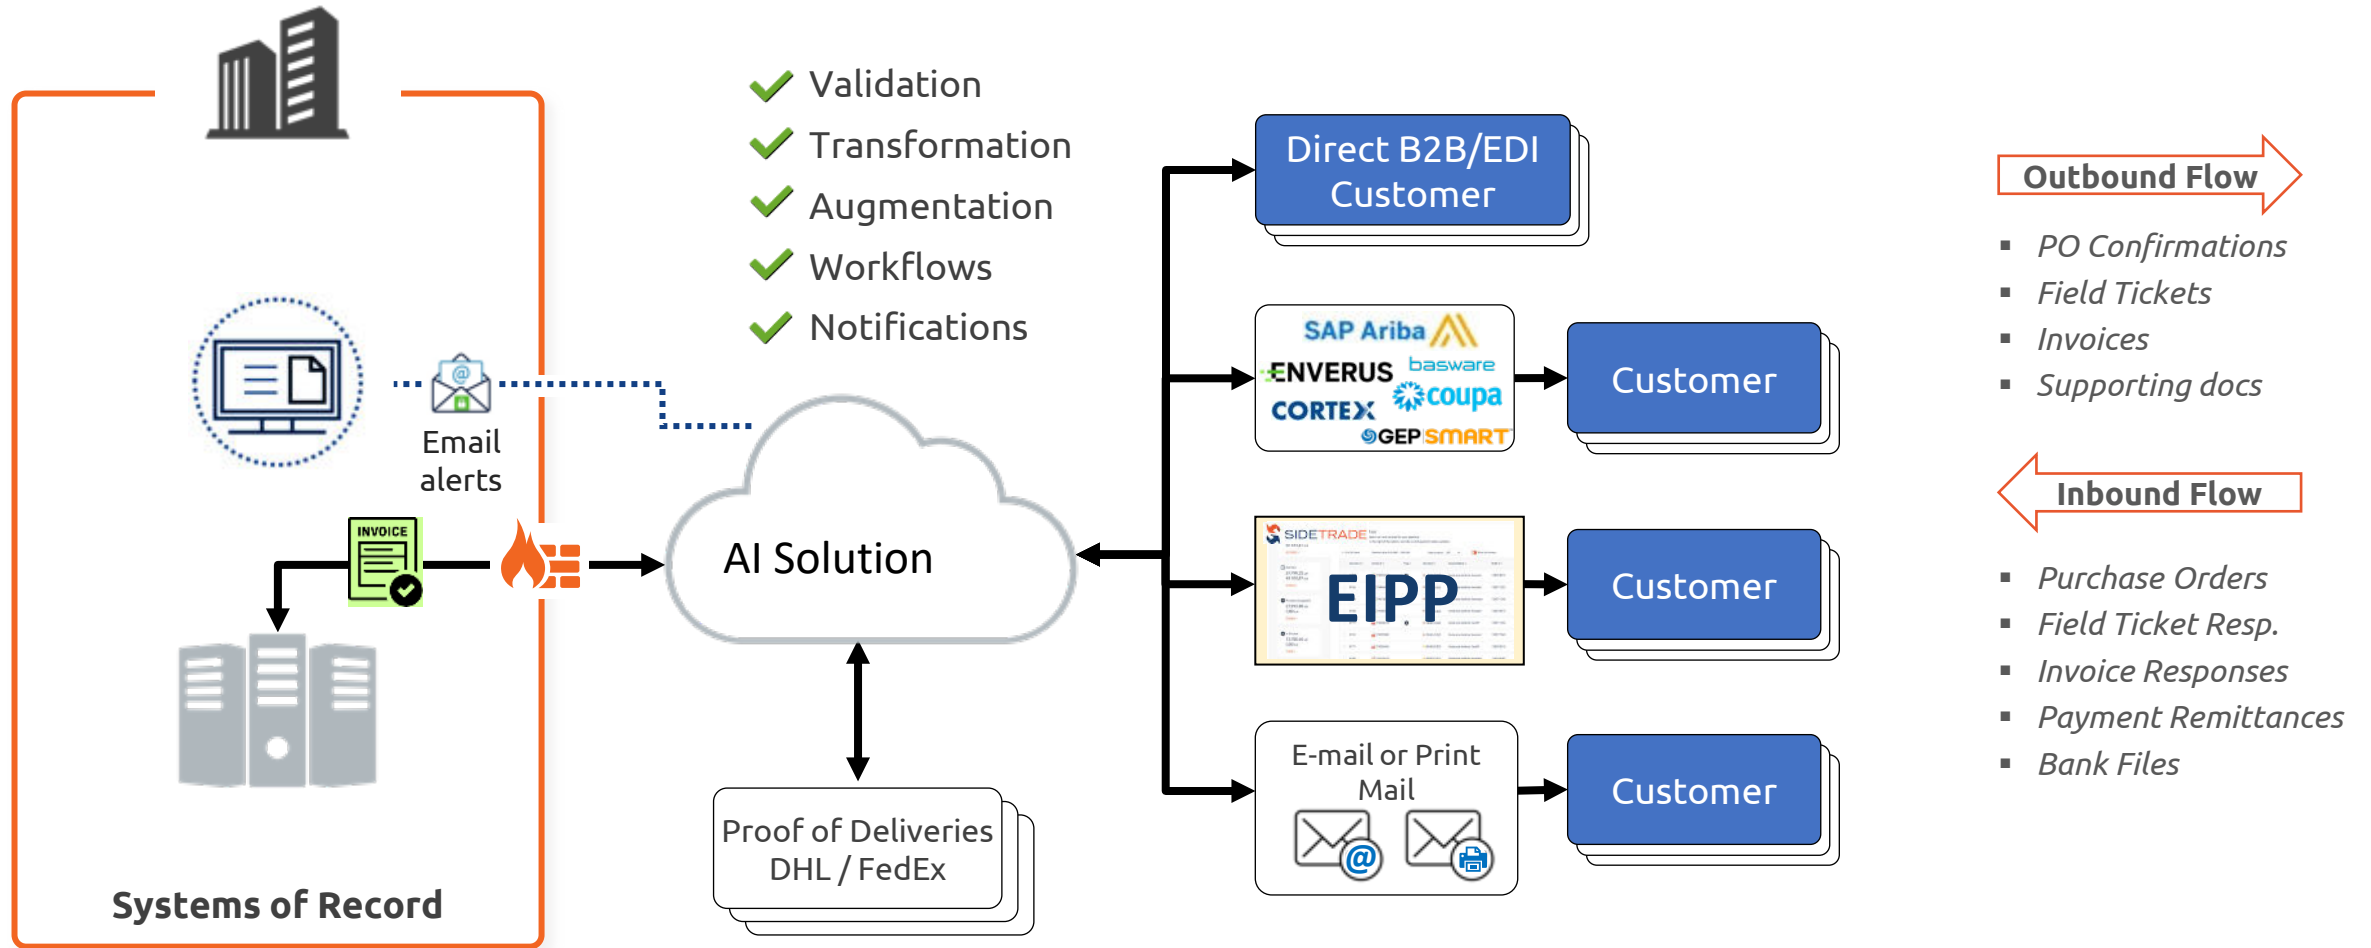 Validation
Transformation
Augmentation
Workflows
Notifications
Email
alerts
INVOICE
Systems of Record
AI Solution
Proof of Deliveries
DHL / FedEx
Direct B2B/EDI
Customer
SAP Ariba
ENVERUS
basware
CORTEX
coupa
GEP SMART
Customer
SIDETRADE
EIPP
Customer
E-mail or Print
Mail
@
Customer
Outbound Flow
PO Confirmations
Field Tickets
Invoices
Supporting docs
Inbound Flow
Purchase Orders
Field Ticket Resp.
Invoice Responses
Payment Remittances
Bank Files